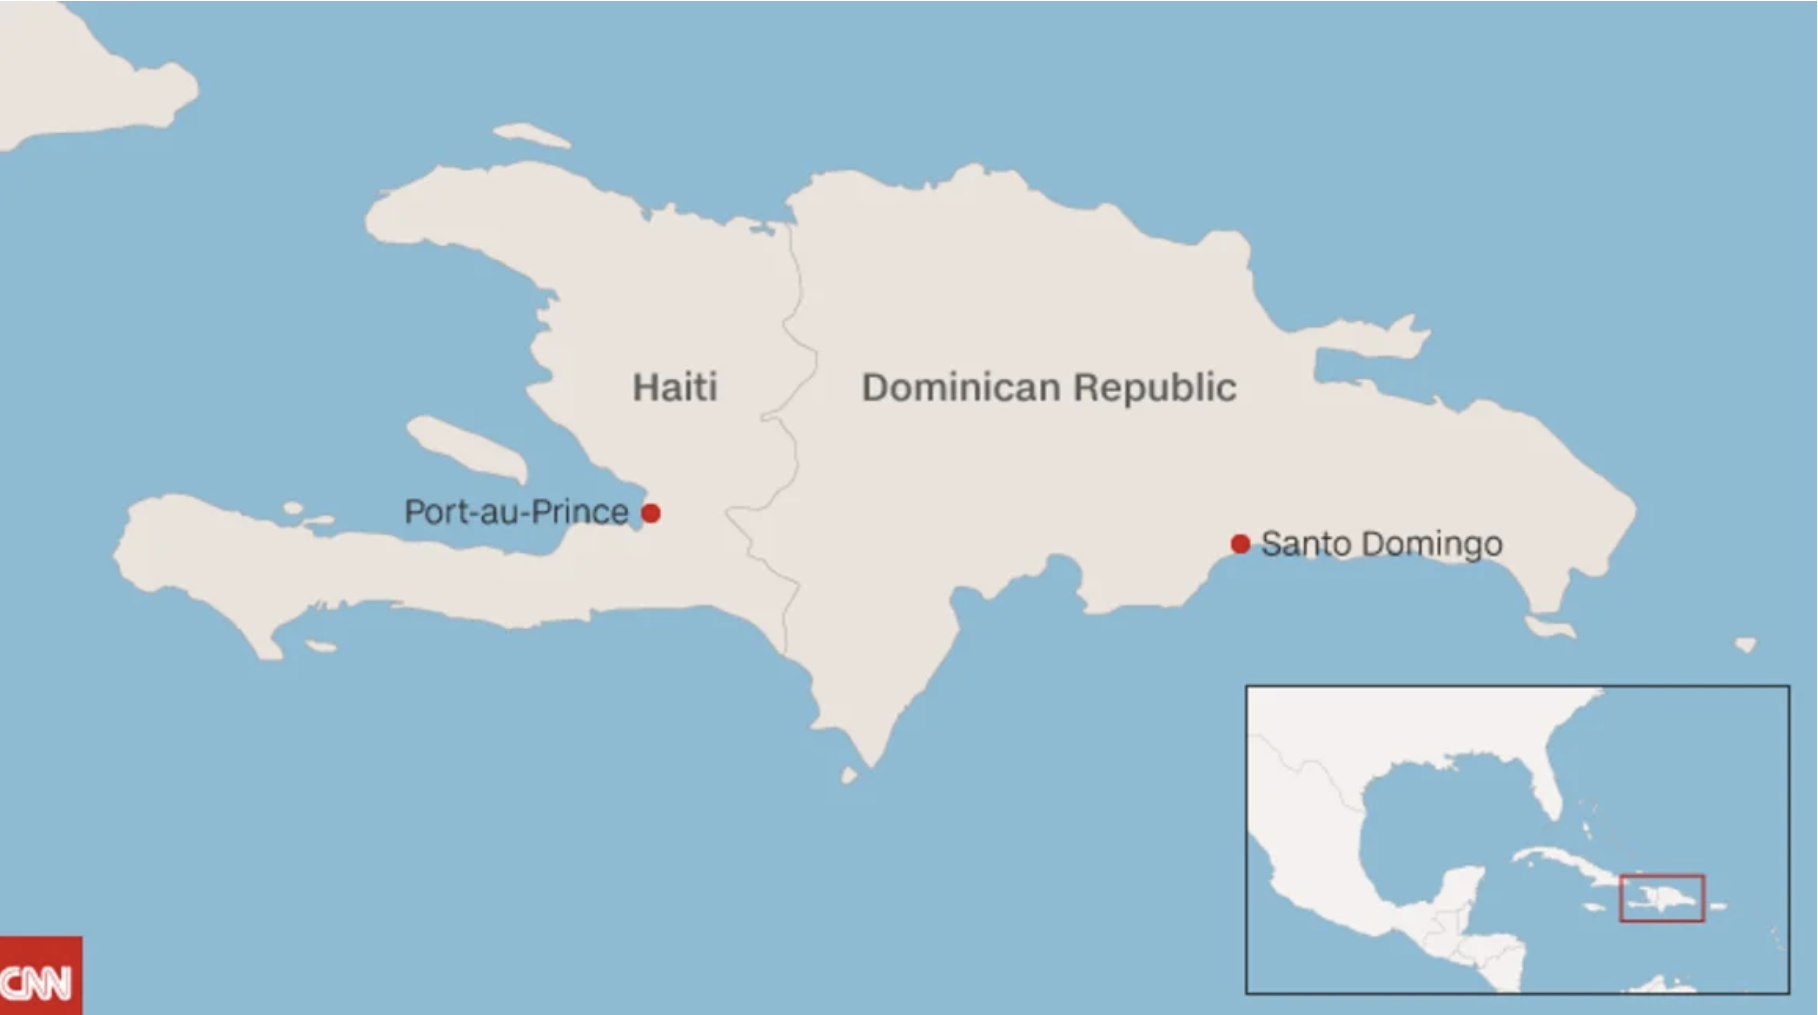 Haiti
Dominican Republic
Port-au-Prince
Santo Domingo
CNN